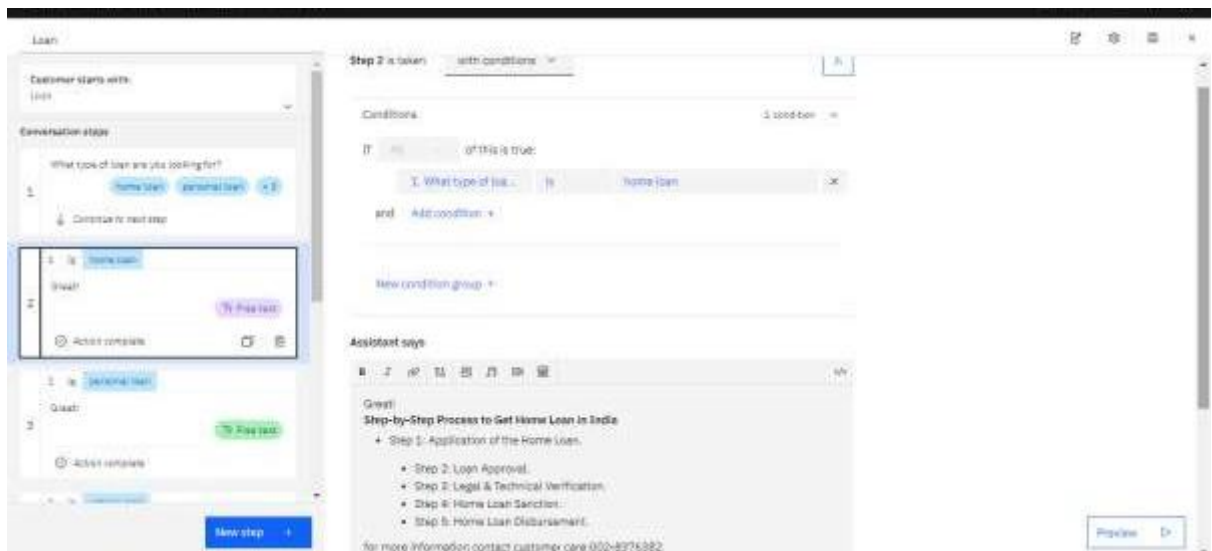 Loan
Customer starts with:
Loan
Conversation steps
1
What type of loan are you looking for?
home loan personal loan
Continue to next step
2
1 is home loan
Great!
Free text
Action complete
3
1 is personal loan
Great!
Free text
Action complete
New step +
Step 2 is taken with conditions
Conditions
1 condition
If of this is true:
1. What type of loa... is home loan ×
and Add condition +
New condition group +
Assistant says
B I
Great!
Step-by-Step Process to Get Home Loan in India
Step 1: Application of the Home Loan.
Step 2: Loan Approval.
Step 3: Legal & Technical Verification.
Step 4: Home Loan Sanction.
Step 5: Home Loan Disbursement.
for more information contact customer care 002-8976382
Preview